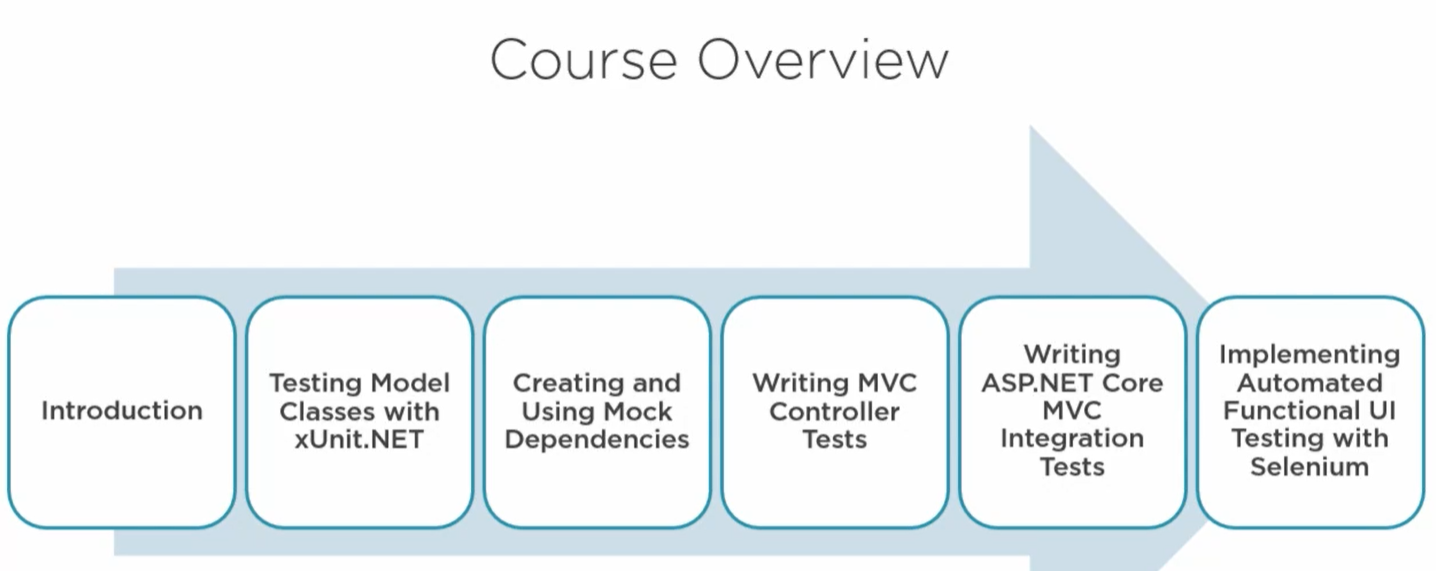 Course Overview
Introduction
Testing Model
Classes with
xUnit.NET
Creating and
Using Mock
Dependencies
Writing MVC
Controller
Tests
Writing
ASP.NET Core
MVC
Integration
Tests
Implementing
Automated
Functional UI
Testing with
Selenium